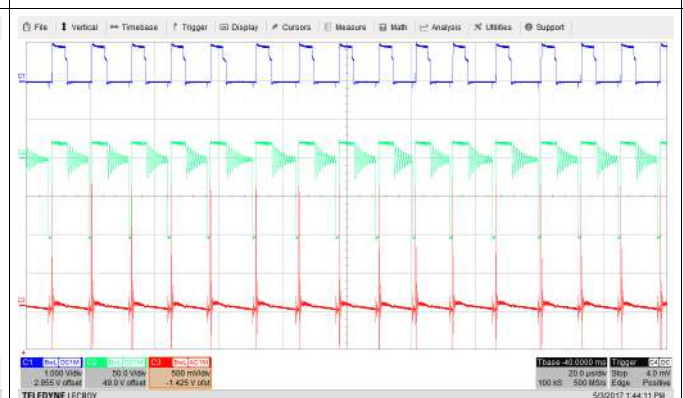 File Vertical Timebase Trigger Display Cursors Measure Math Analysis Utilities Support
C1 BwL DC1M C2 BwL DC1M C3 BwL AC1M Tbase -40.0000 ms Trigger C4 DC
1.000 V/div 50.0 V/div 500 mV/div 20.0 µs/div Stop 4.0 mV
2.955 V offset 49.0 V offset -1.425 V ofst 100 kS 500 MS/s Edge Positive
TELEDYNE LECROY 5/3/2017 1:44:11 PM